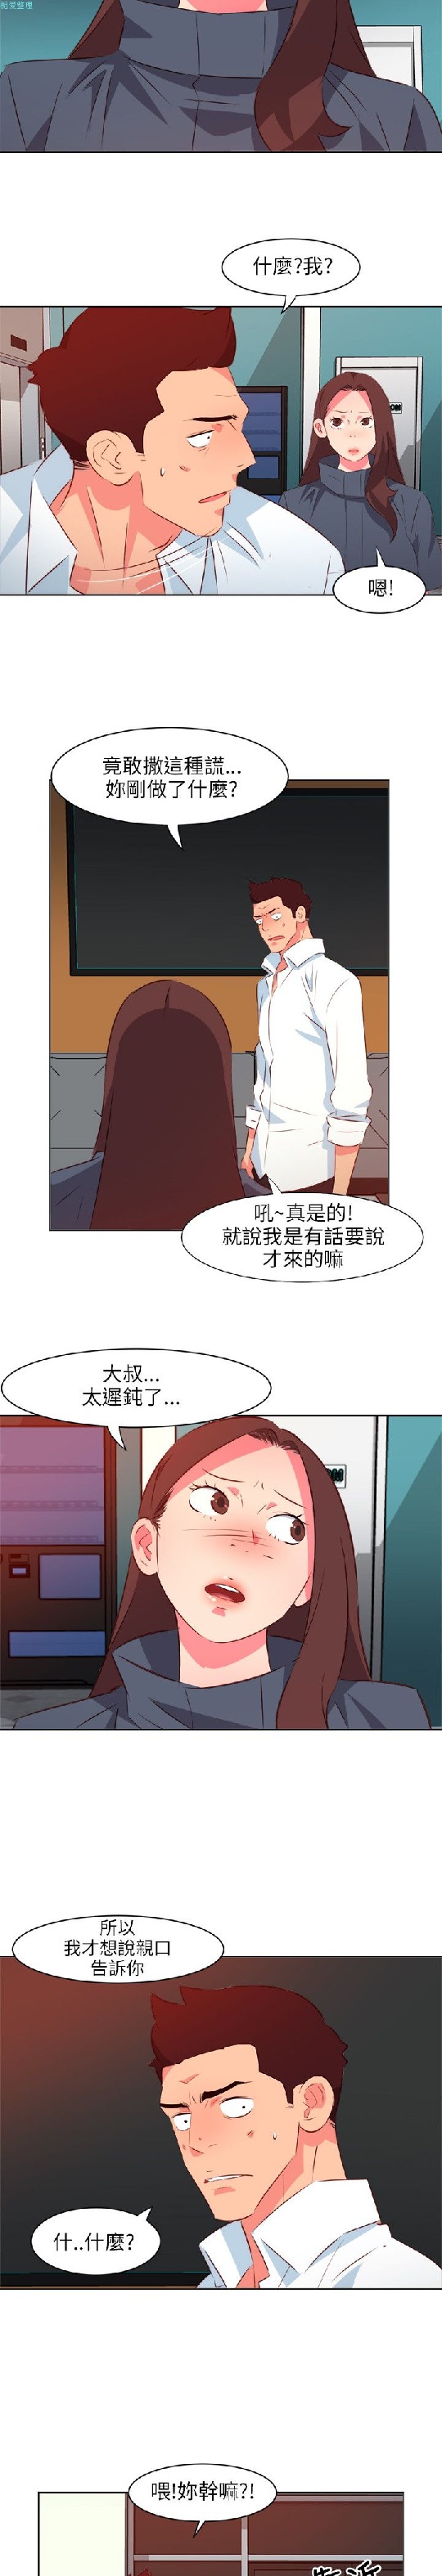 什麼?我?
OM
嗯!
竟敢撒這種謊...
妳剛做了什麼?
吼~真是的!
就說我是有話要說
才來的嘛
大叔...
太遲鈍了...
OM
所以
我才想說親口
告訴你
什..什麼?
喂!妳幹嘛?!